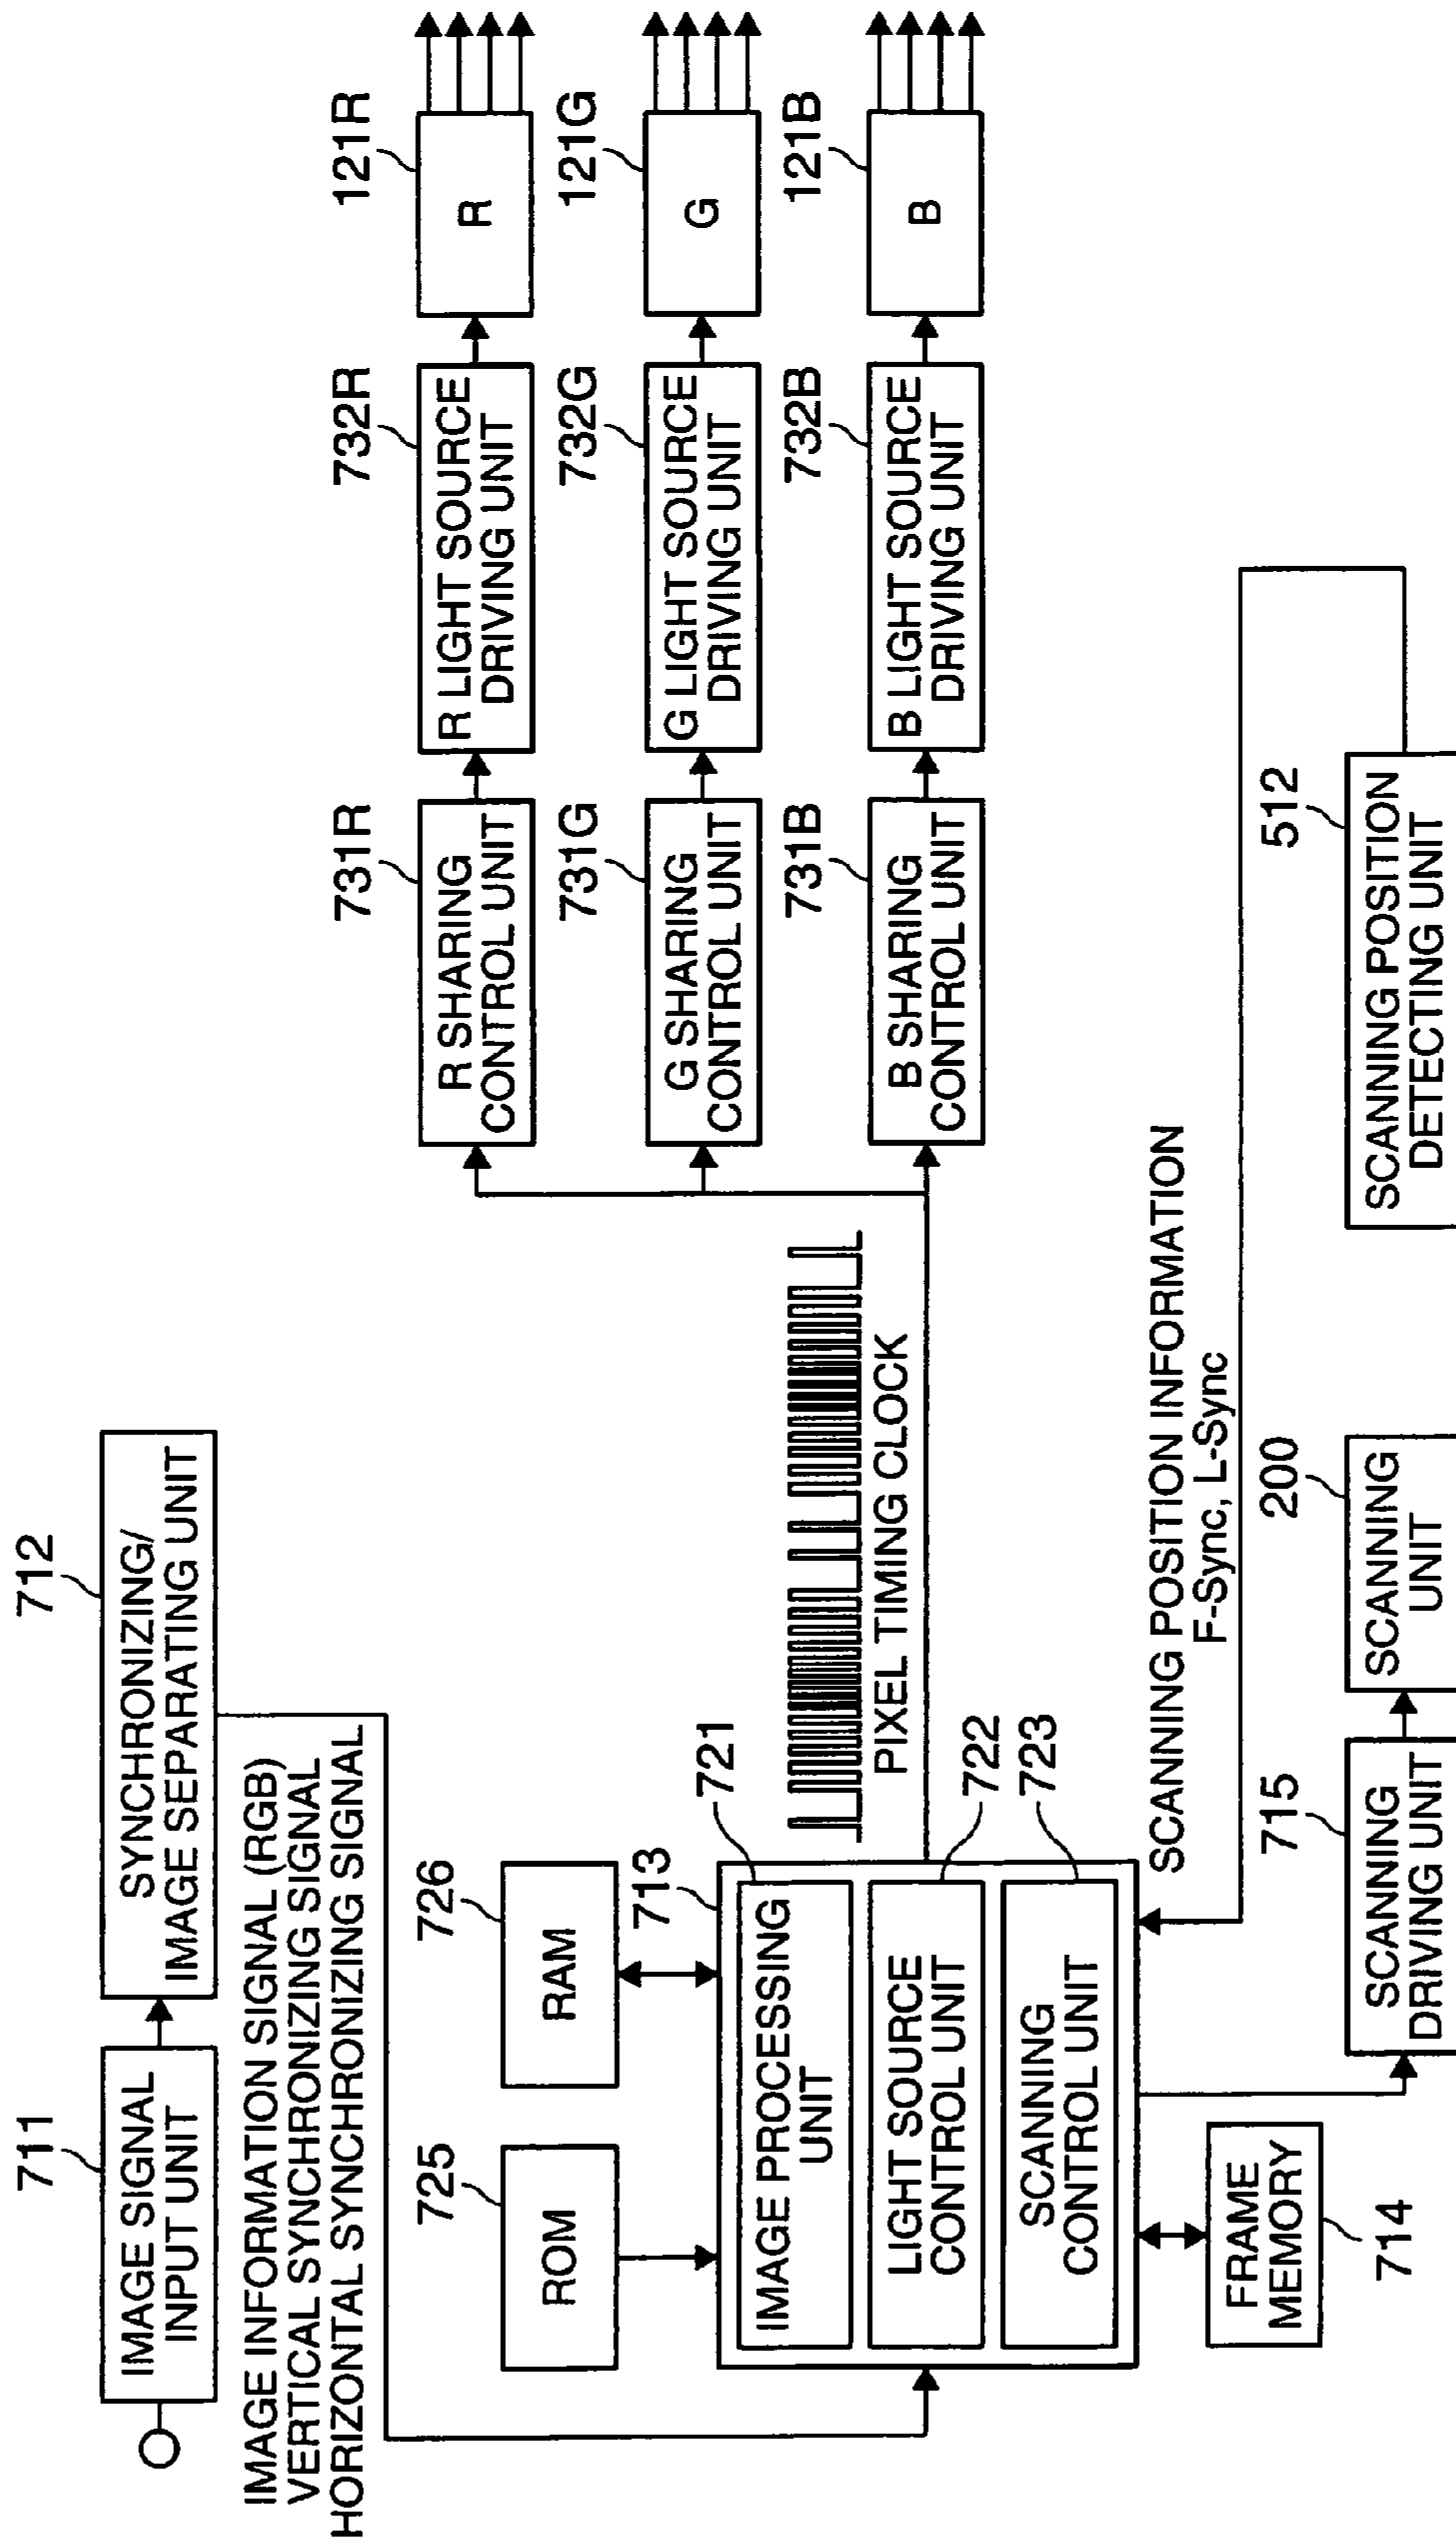 711
IMAGE SIGNAL
INPUT UNIT
712
SYNCHRONIZING/
IMAGE SEPARATING UNIT
IMAGE INFORMATION SIGNAL (RGB)
VERTICAL SYNCHRONIZING SIGNAL
HORIZONTAL SYNCHRONIZING SIGNAL
725
ROM
726
RAM
713
721
IMAGE PROCESSING
UNIT
722
LIGHT SOURCE
CONTROL UNIT
723
SCANNING
CONTROL UNIT
FRAME
MEMORY
714
PIXEL TIMING CLOCK
731R
R SHARING
CONTROL UNIT
732R
R LIGHT SOURCE
DRIVING UNIT
121R
R
731G
G SHARING
CONTROL UNIT
732G
G LIGHT SOURCE
DRIVING UNIT
121G
G
731B
B SHARING
CONTROL UNIT
732B
B LIGHT SOURCE
DRIVING UNIT
121B
B
SCANNING POSITION INFORMATION
F-Sync, L-Sync
715
SCANNING
DRIVING UNIT
200
SCANNING
UNIT
512
SCANNING POSITION
DETECTING UNIT